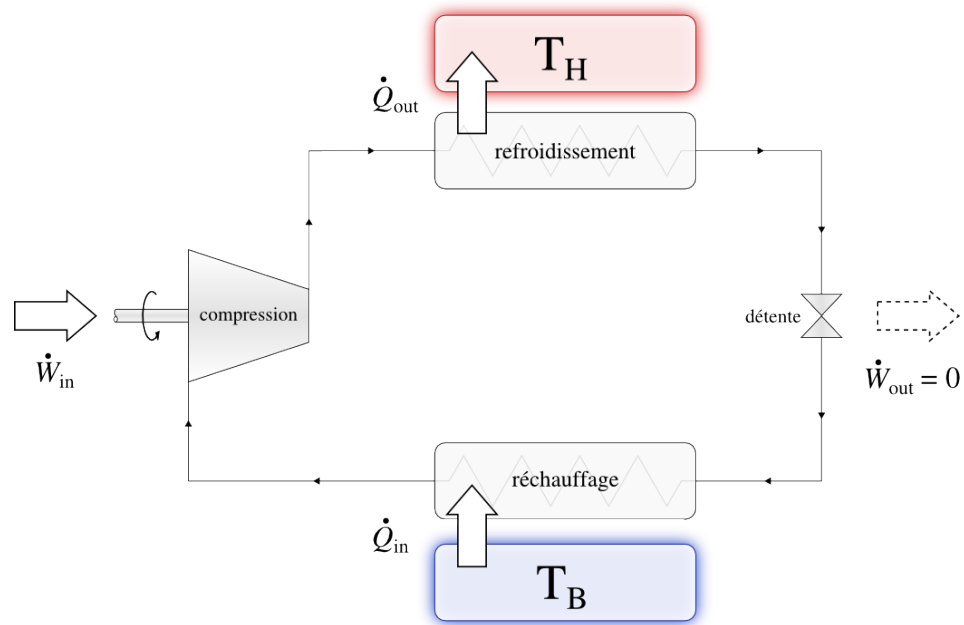 T_H
Q̇_out
refroidissement
compression
détente
Ẇ_in
Ẇ_out = 0
réchauffage
Q̇_in
T_B